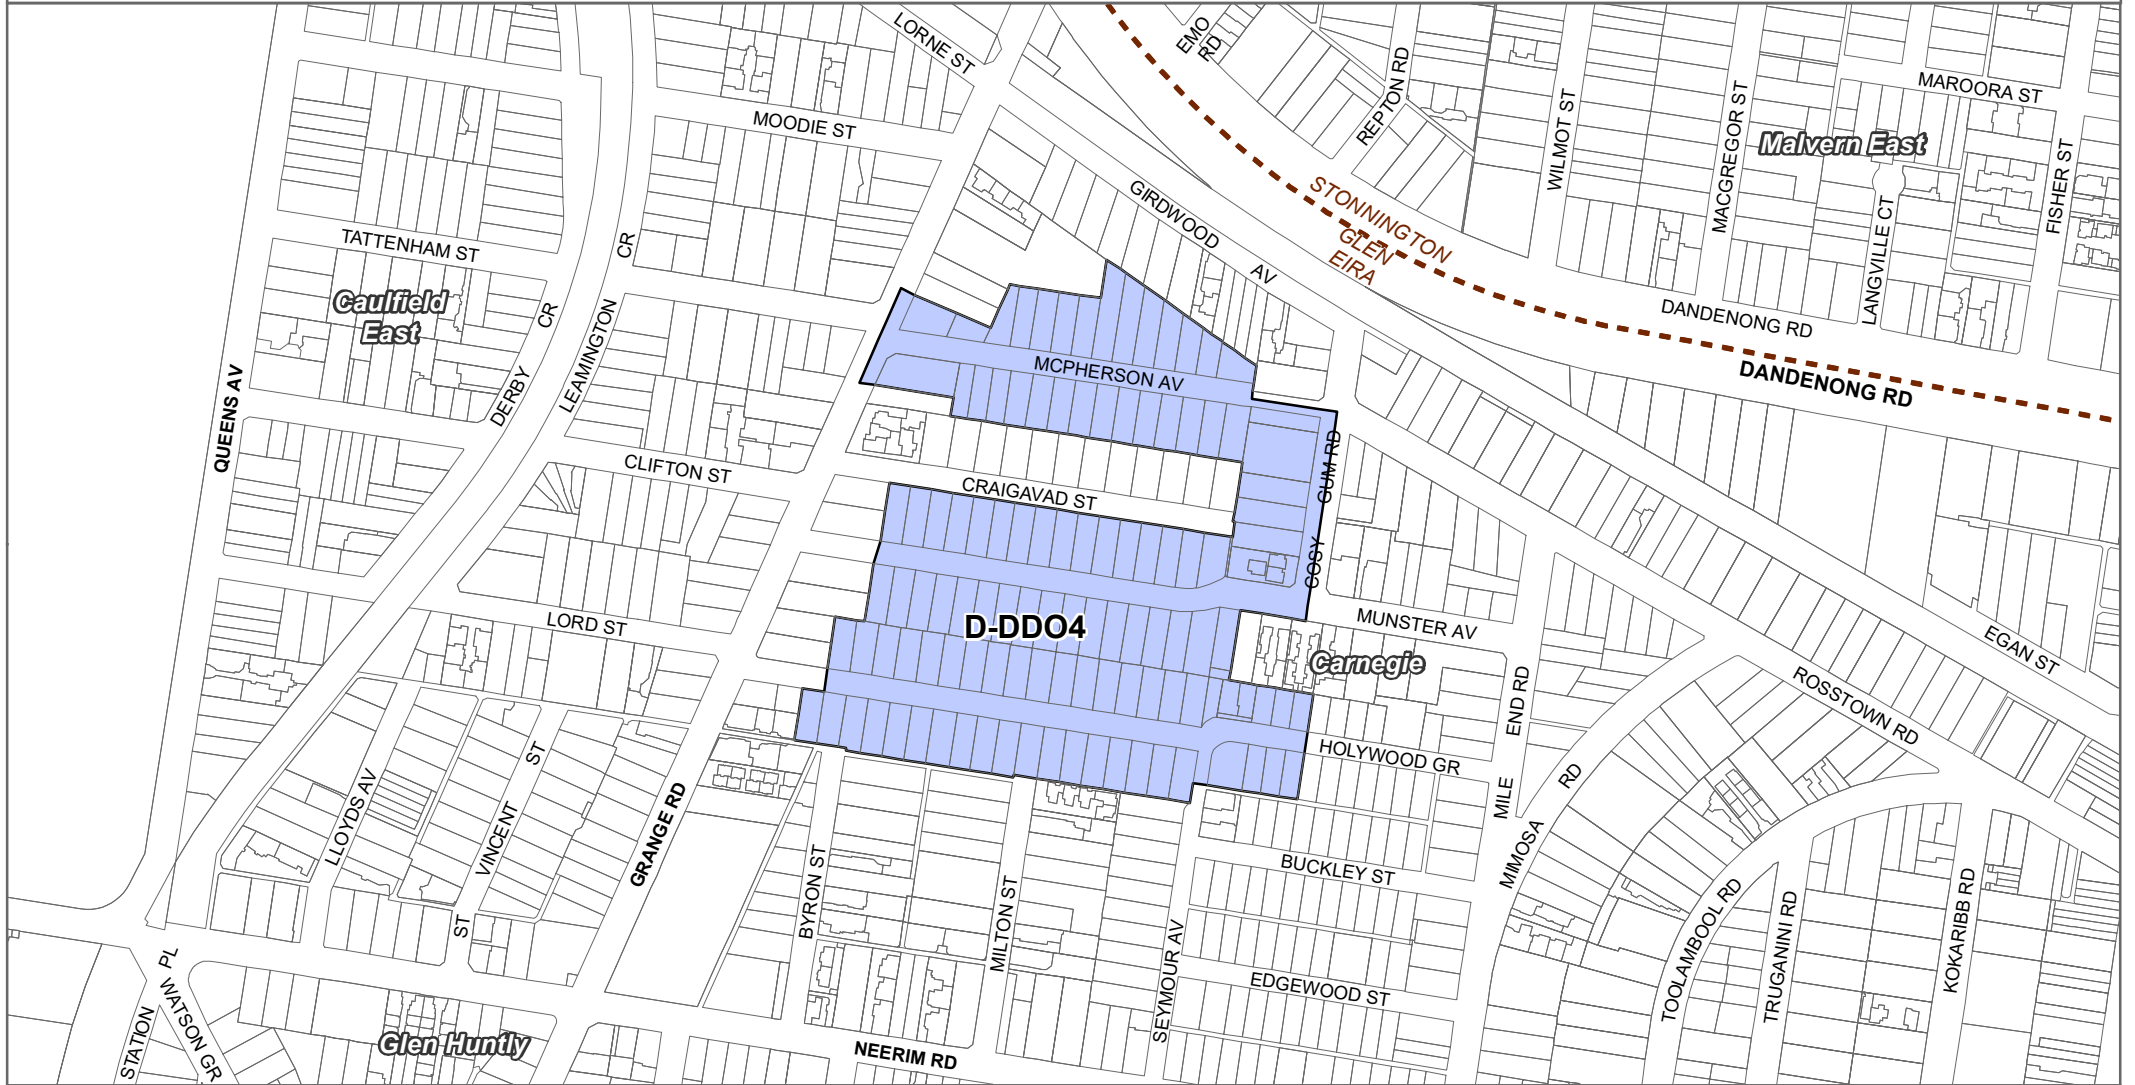 LORNE ST
EMO
RD
REPTON RD
WILMOT ST
MACGREGOR ST
MAROORA ST
Malvern East
FISHER ST
LANGVILLE CT
MOODIE ST
GIRDWOOD
AV
STONNINGTON
GLEN
EIRA
DANDENONG RD
DANDENONG RD
TATTENHAM ST
Caulfield
East
CR
LEAMINGTON
CR
DERBY
QUEENS AV
MCPHERSON AV
CLIFTON ST
CRAIGAVAD ST
GUM RD
COSY
LORD ST
D-DDO4
MUNSTER AV
Carnegie
EGAN ST
ROSSTOWN RD
END RD
MILE
HOLYWOOD GR
MIMOSA
RD
LLOYDS AV
VINCENT
ST
ST
GRANGE RD
BYRON ST
MILTON ST
SEYMOUR AV
BUCKLEY ST
EDGEWOOD ST
TOOLAMBOOL RD
TRUGANINI RD
KOKARIBB RD
PL
STATION
WATSON GR
Glen Huntly
NEERIM RD